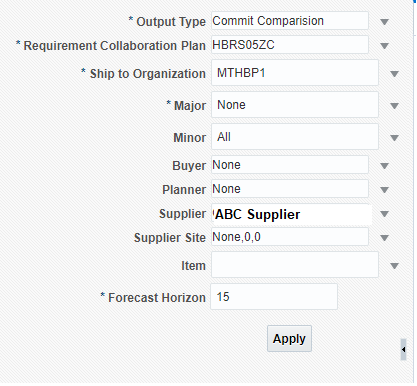 * Output Type Commit Comparision
* Requirement Collaboration Plan HBRS05ZC
* Ship to Organization MTHBP1
* Major None
Minor All
Buyer None
Planner None
Supplier 'ABC Supplier
Supplier Site None,0,0
Item
* Forecast Horizon 15
Apply